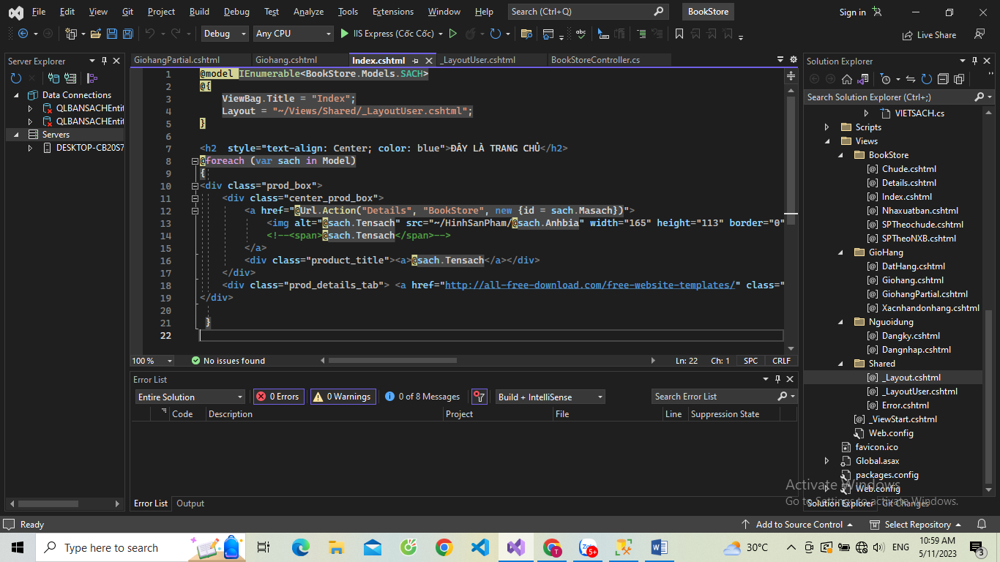 File Edit View Git Project Build Debug Test Analyze Tools Extensions Window Help Search (Ctrl+Q) BookStore Sign in
Debug Any CPU IIS Express (Cốc Cốc) Live Share
Server Explorer
Data Connections
QLBANSACHEntit
QLBANSACHEntit
Servers
DESKTOP-CB20S7
GiohangPartial.cshtml Giohang.cshtml Index.cshtml _LayoutUser.cshtml BookStoreController.cs
1 @model IEnumerable<BookStore.Models.SACH>
2 @{
3 ViewBag.Title = "Index";
4 Layout = "~/Views/Shared/_LayoutUser.cshtml";
5 }
6
7 <h2  style="text-align: Center; color: blue">ĐÂY LÀ TRANG CHỦ</h2>
8 @foreach (var sach in Model)
9 {
10 <div class="prod_box">
11 <div class="center_prod_box">
12 <a href="@Url.Action("Details", "BookStore", new {id = sach.Masach})">
13 <img alt="@sach.Tensach" src="~/HinhSanPham/@sach.Anhbia" width="165" height="113" border="0"
14 <!--<span>@sach.Tensach</span>-->
15 </a>
16 <div class="product_title"><a>@sach.Tensach</a></div>
17 </div>
18 <div class="prod_details_tab"> <a href="http://all-free-download.com/free-website-templates/" class="
19 </div>
20
21 }
22
100 % No issues found Ln: 22 Ch: 1 SPC CRLF
Error List
Entire Solution 0 Errors 0 Warnings 0 of 8 Messages Build + IntelliSense Search Error List
Code Description Project File Line Suppression State
Error List Output
Solution Explorer
Search Solution Explorer (Ctrl+;)
VIETSACH.cs
Scripts
Views
BookStore
Chude.cshtml
Details.cshtml
Index.cshtml
Nhaxuatban.cshtml
SPTheochude.cshtml
SPTheoNXB.cshtml
GioHang
DatHang.cshtml
Giohang.cshtml
GiohangPartial.cshtml
Xacnhandonhang.cshtml
Nguoidung
Dangky.cshtml
Dangnhap.cshtml
Shared
_Layout.cshtml
_LayoutUser.cshtml
Error.cshtml
_ViewStart.cshtml
Web.config
favicon.ico
Global.asax
packages.config
Web.config
Solution Explorer Git Changes
Activate Windows
Go to Settings to activate Windows.
Ready Add to Source Control Select Repository
Type here to search 5+ 30°C ENG 10:59 AM
5/11/2023 3